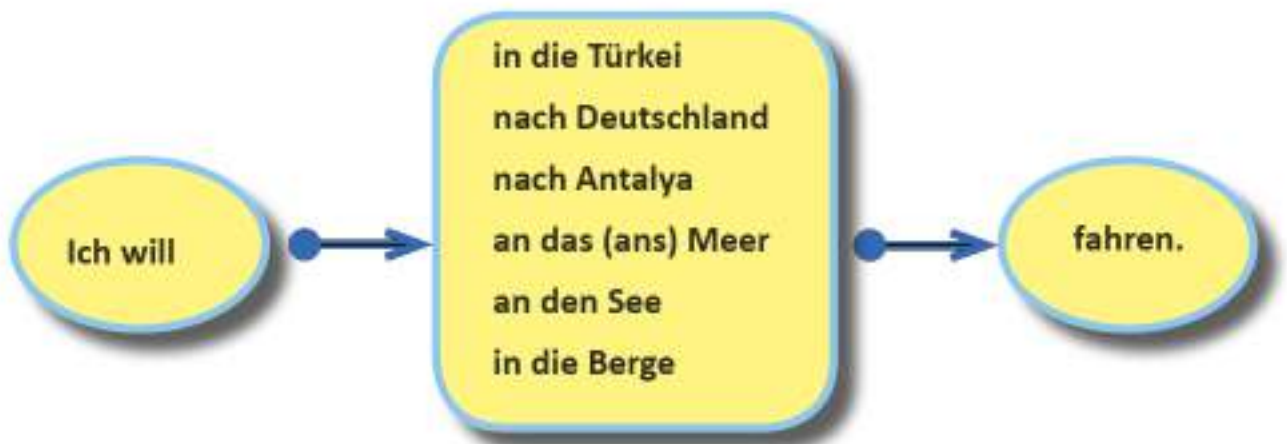 Ich will
in die Türkei
nach Deutschland
nach Antalya
an das (ans) Meer
an den See
in die Berge
fahren.